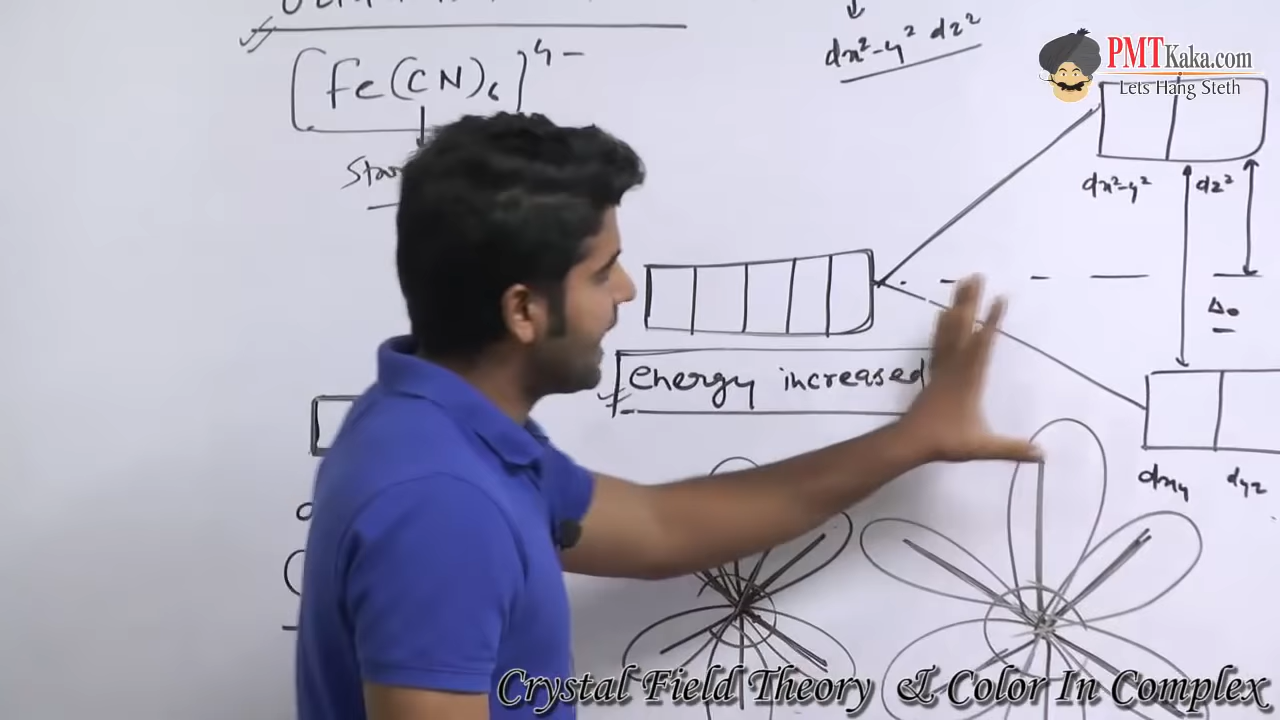 [Fe(CN)6]4-
dx²-y² dz²
PMTKaka.com
Lets Hang Steth
dx²-y² dz²
Δo
energy increased
dxy dyz
Crystal Field Theory & Color In Complex